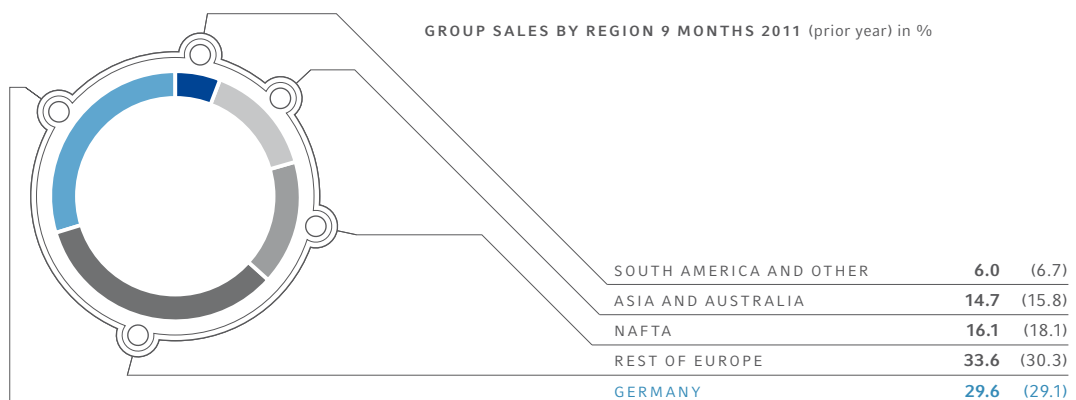 GROUP SALES BY REGION 9 MONTHS 2011 (prior year) in %
SOUTH AMERICA AND OTHER 6.0 (6.7)
ASIA AND AUSTRALIA 14.7 (15.8)
NAFTA 16.1 (18.1)
REST OF EUROPE 33.6 (30.3)
GERMANY 29.6 (29.1)